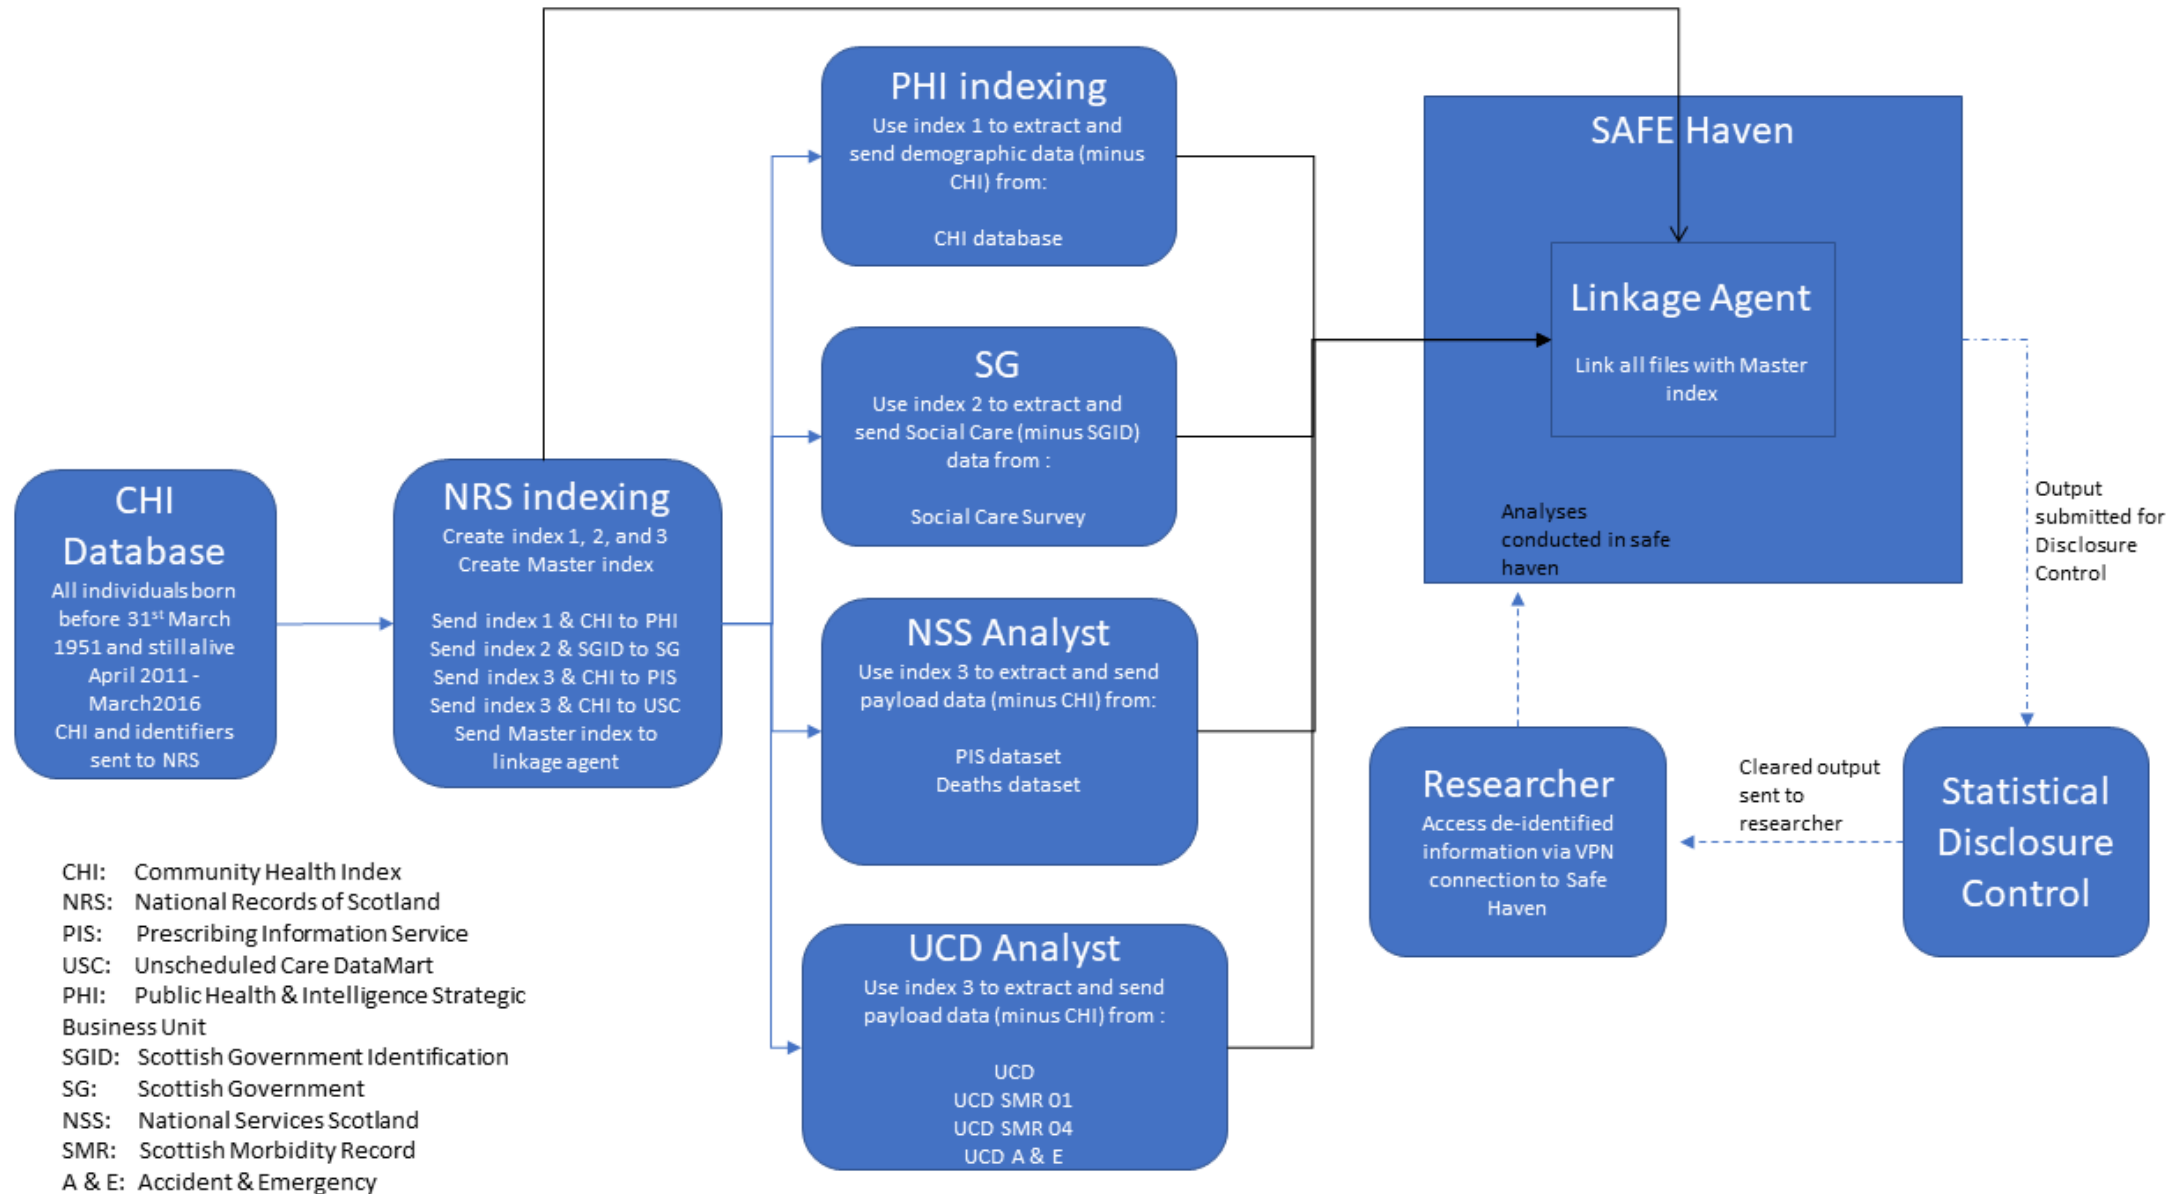 PHI indexing
Use index 1 to extract and
send demographic data (minus
CHI) from:
CHI database
SAFE Haven
Linkage Agent
Link all files with Master
index
SG
Use index 2 to extract and
send Social Care (minus SGID)
data from :
Social Care Survey
CHI
Database
All individuals born
before 31st March
1951 and still alive
April 2011 -
March2016
CHI and identifiers
sent to NRS
NRS indexing
Create index 1, 2, and 3
Create Master index
Send index 1 & CHI to PHI
Send index 2 & SGID to SG
Send index 3 & CHI to PIS
Send index 3 & CHI to USC
Send Master index to
linkage agent
Analyses
conducted in safe
haven
Output
submitted for
Disclosure
Control
NSS Analyst
Use index 3 to extract and send
payload data (minus CHI) from:
PIS dataset
Deaths dataset
Researcher
Access de-identified
information via VPN
connection to Safe
Haven
Cleared output
sent to
researcher
Statistical
Disclosure
Control
UCD Analyst
Use index 3 to extract and send
payload data (minus CHI) from :
UCD
UCD SMR 01
UCD SMR 04
UCD A & E
CHI: Community Health Index
NRS: National Records of Scotland
PIS: Prescribing Information Service
USC: Unscheduled Care DataMart
PHI: Public Health & Intelligence Strategic
Business Unit
SGID: Scottish Government Identification
SG: Scottish Government
NSS: National Services Scotland
SMR: Scottish Morbidity Record
A & E: Accident & Emergency